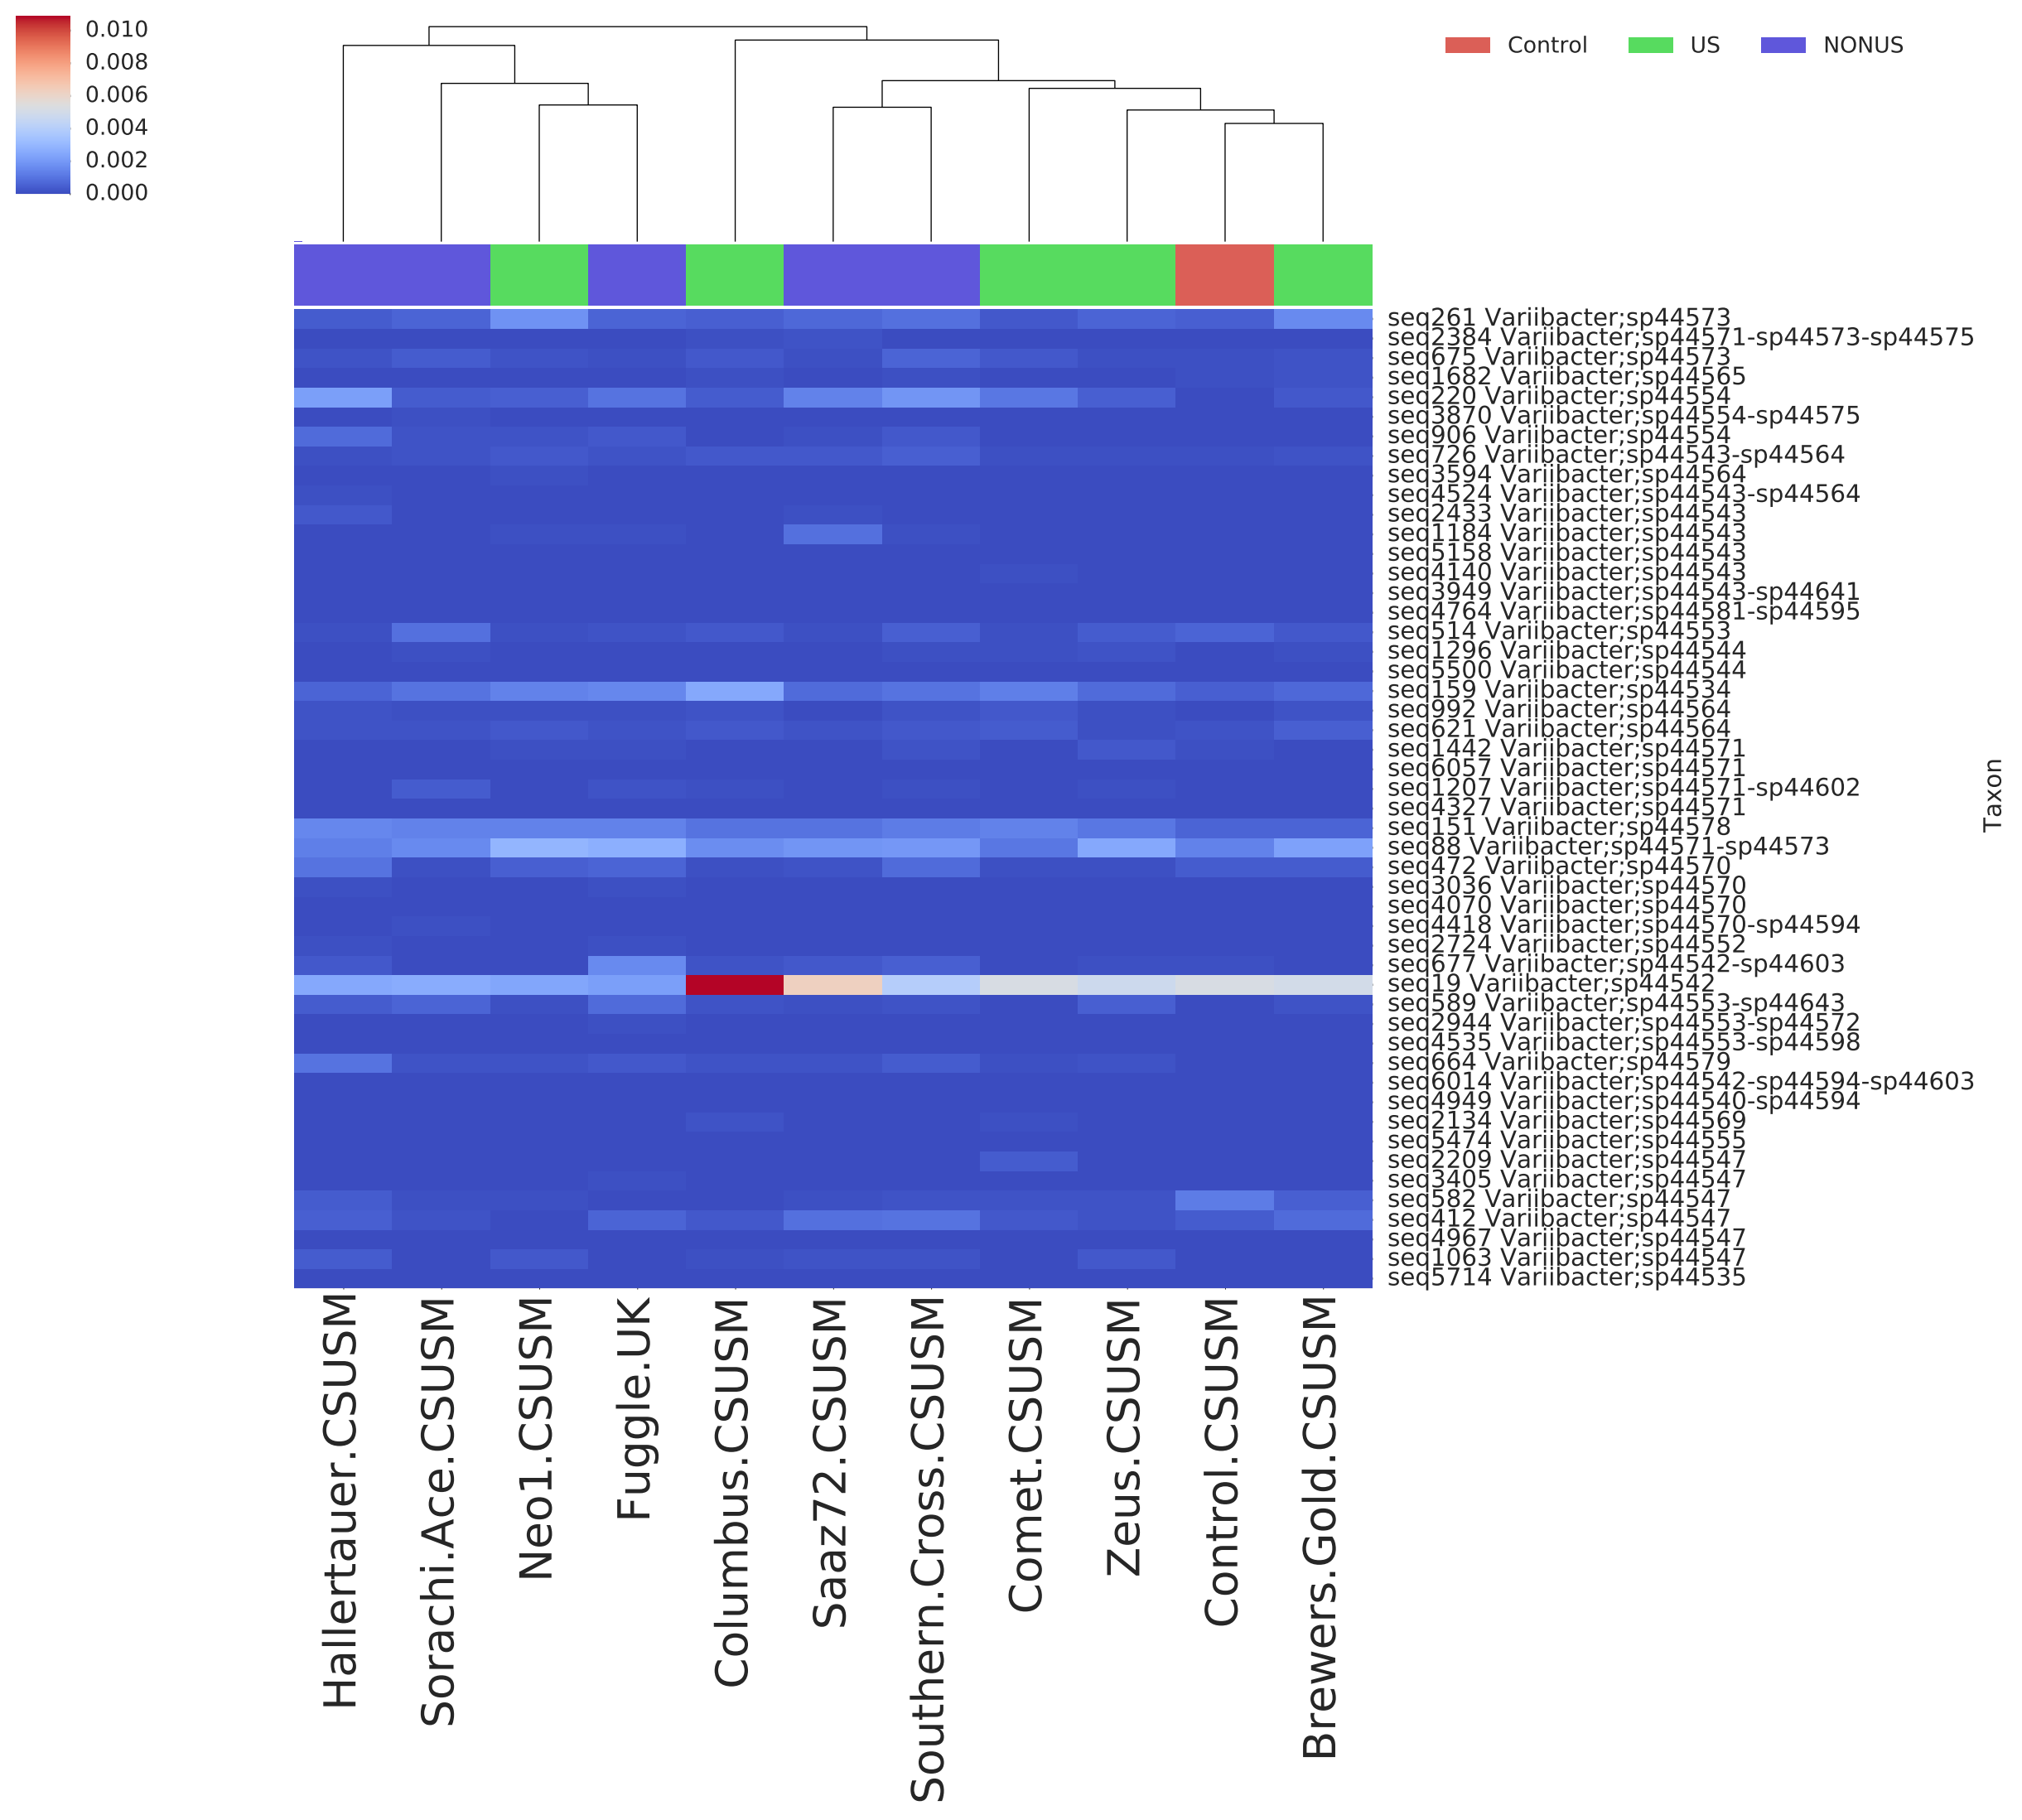 0.010
0.008
0.006
0.004
0.002
0.000
Control
US
NONUS
seq261 Variibacter;sp44573
seq2384 Variibacter;sp44571-sp44573-sp44575
seq675 Variibacter;sp44573
seq1682 Variibacter;sp44565
seq220 Variibacter;sp44554
seq3870 Variibacter;sp44554-sp44575
seq906 Variibacter;sp44554
seq726 Variibacter;sp44543-sp44564
seq3594 Variibacter;sp44564
seq4524 Variibacter;sp44543-sp44564
seq2433 Variibacter;sp44543
seq1184 Variibacter;sp44543
seq5158 Variibacter;sp44543
seq4140 Variibacter;sp44543
seq3949 Variibacter;sp44543-sp44641
seq4764 Variibacter;sp44581-sp44595
seq514 Variibacter;sp44553
seq1296 Variibacter;sp44544
seq5500 Variibacter;sp44544
seq159 Variibacter;sp44534
seq992 Variibacter;sp44564
seq621 Variibacter;sp44564
seq1442 Variibacter;sp44571
seq6057 Variibacter;sp44571
seq1207 Variibacter;sp44571-sp44602
seq4327 Variibacter;sp44571
seq151 Variibacter;sp44578
seq88 Variibacter;sp44571-sp44573
seq472 Variibacter;sp44570
seq3036 Variibacter;sp44570
seq4070 Variibacter;sp44570
seq4418 Variibacter;sp44570-sp44594
seq2724 Variibacter;sp44552
seq677 Variibacter;sp44542-sp44603
seq19 Variibacter;sp44542
seq589 Variibacter;sp44553-sp44643
seq2944 Variibacter;sp44553-sp44572
seq4535 Variibacter;sp44553-sp44598
seq664 Variibacter;sp44579
seq6014 Variibacter;sp44542-sp44594-sp44603
seq4949 Variibacter;sp44540-sp44594
seq2134 Variibacter;sp44569
seq5474 Variibacter;sp44555
seq2209 Variibacter;sp44547
seq3405 Variibacter;sp44547
seq582 Variibacter;sp44547
seq412 Variibacter;sp44547
seq4967 Variibacter;sp44547
seq1063 Variibacter;sp44547
seq5714 Variibacter;sp44535
Taxon
Hallertauer.CSUSM
Sorachi.Ace.CSUSM
Neo1.CSUSM
Fuggle.UK
Columbus.CSUSM
Saaz72.CSUSM
Southern.Cross.CSUSM
Comet.CSUSM
Zeus.CSUSM
Control.CSUSM
Brewers.Gold.CSUSM